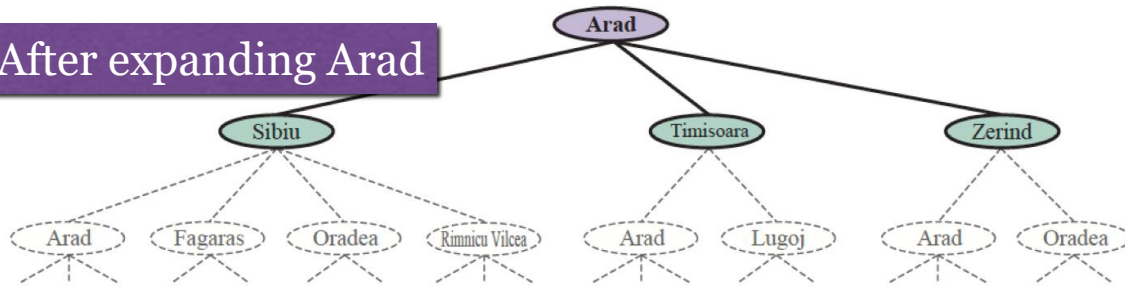 Arad
After expanding Arad
Sibiu
Timisoara
Zerind
Arad
Fagaras
Oradea
Rimnicu Vilcea
Arad
Lugoj
Arad
Oradea